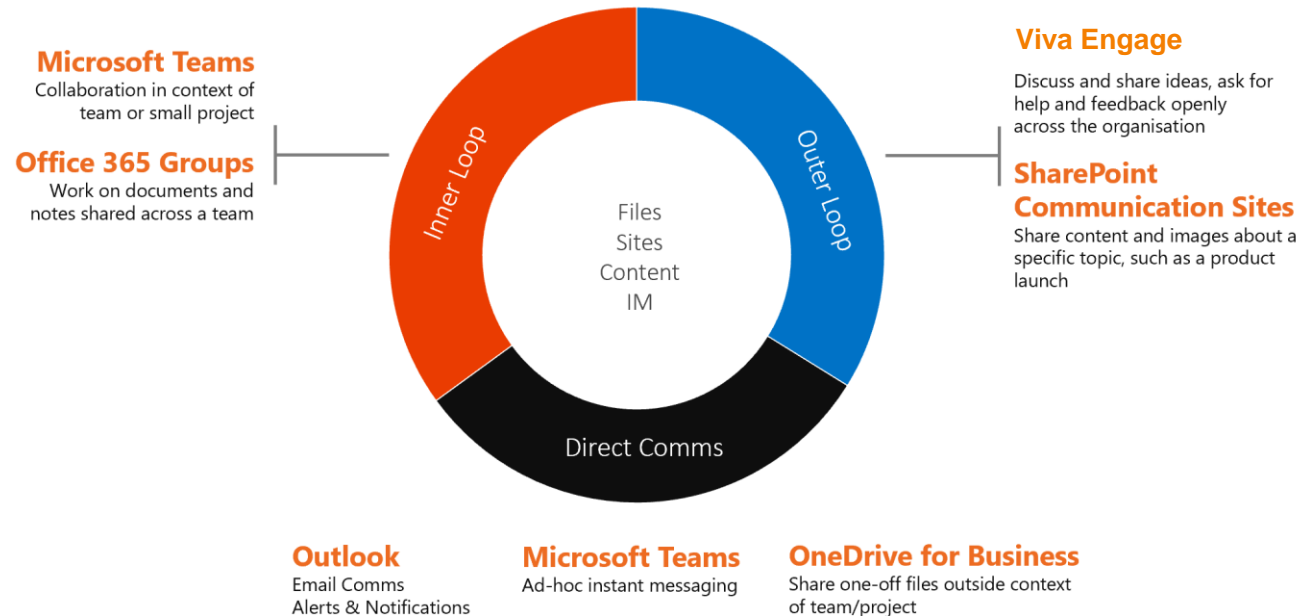 Microsoft Teams
Collaboration in context of
team or small project
Office 365 Groups
Work on documents and
notes shared across a team
Inner Loop
Outer Loop
Files
Sites
Content
IM
Direct Comms
Viva Engage
Discuss and share ideas, ask for
help and feedback openly
across the organisation
SharePoint
Communication Sites
Share content and images about a
specific topic, such as a product
launch
Outlook
Email Comms
Alerts & Notifications
Microsoft Teams
Ad-hoc instant messaging
OneDrive for Business
Share one-off files outside context
of team/project